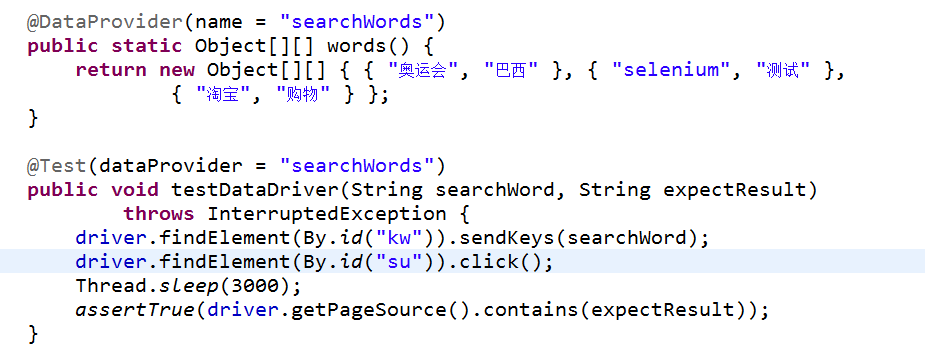 @DataProvider(name = "searchWords")
public static Object[][] words() {
    return new Object[][] { { "奥运会", "巴西" }, { "selenium", "测试" },
            { "淘宝", "购物" } };
}

@Test(dataProvider = "searchWords")
public void testDataDriver(String searchWord, String expectResult)
        throws InterruptedException {
    driver.findElement(By.id("kw")).sendKeys(searchWord);
    driver.findElement(By.id("su")).click();
    Thread.sleep(3000);
    assertTrue(driver.getPageSource().contains(expectResult));
}